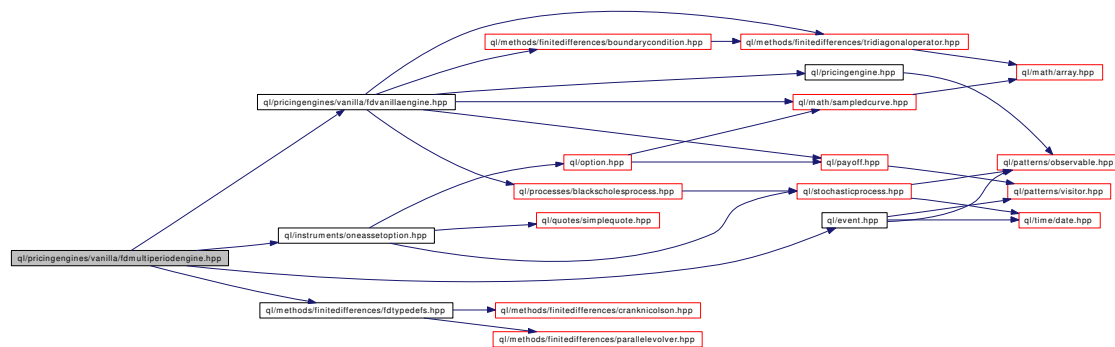 ql/methods/finitedifferences/boundarycondition.hpp
ql/methods/finitedifferences/tridiagonaloperator.hpp
ql/pricingengine.hpp
ql/math/array.hpp
ql/pricingengines/vanilla/fdvanillaengine.hpp
ql/math/sampledcurve.hpp
ql/option.hpp
ql/payoff.hpp
ql/patterns/observable.hpp
ql/processes/blackscholesprocess.hpp
ql/stochasticprocess.hpp
ql/patterns/visitor.hpp
ql/quotes/simplequote.hpp
ql/event.hpp
ql/time/date.hpp
ql/instruments/oneassetoption.hpp
ql/pricingengines/vanilla/fdmultiperiodengine.hpp
ql/methods/finitedifferences/fdtypedefs.hpp
ql/methods/finitedifferences/cranknicolson.hpp
ql/methods/finitedifferences/parallelevolver.hpp